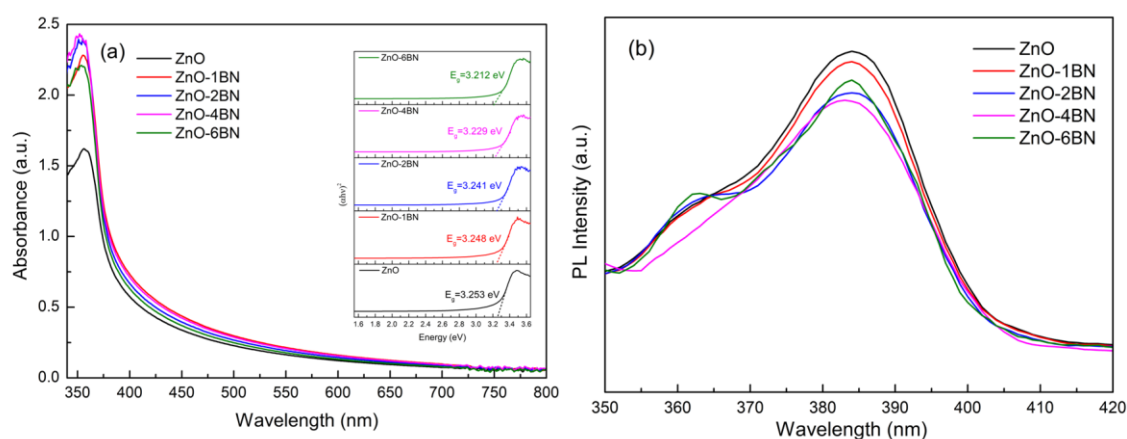 (a)
ZnO
ZnO-1BN
ZnO-2BN
ZnO-4BN
ZnO-6BN
Absorbance (a.u.)
2.5
2.0
1.5
1.0
0.5
0.0
350 400 450 500 550 600 650 700 750 800
Wavelength (nm)
ZnO-6BN
Eg=3.212 eV
ZnO-4BN
Eg=3.229 eV
ZnO-2BN
Eg=3.241 eV
ZnO-1BN
Eg=3.248 eV
ZnO
Eg=3.253 eV
(αhν)²
1.6 1.8 2.0 2.2 2.4 2.6 2.8 3.0 3.2 3.4 3.6
Energy (eV)
(b)
ZnO
ZnO-1BN
ZnO-2BN
ZnO-4BN
ZnO-6BN
PL Intensity (a.u.)
350 360 370 380 390 400 410 420
Wavelength (nm)